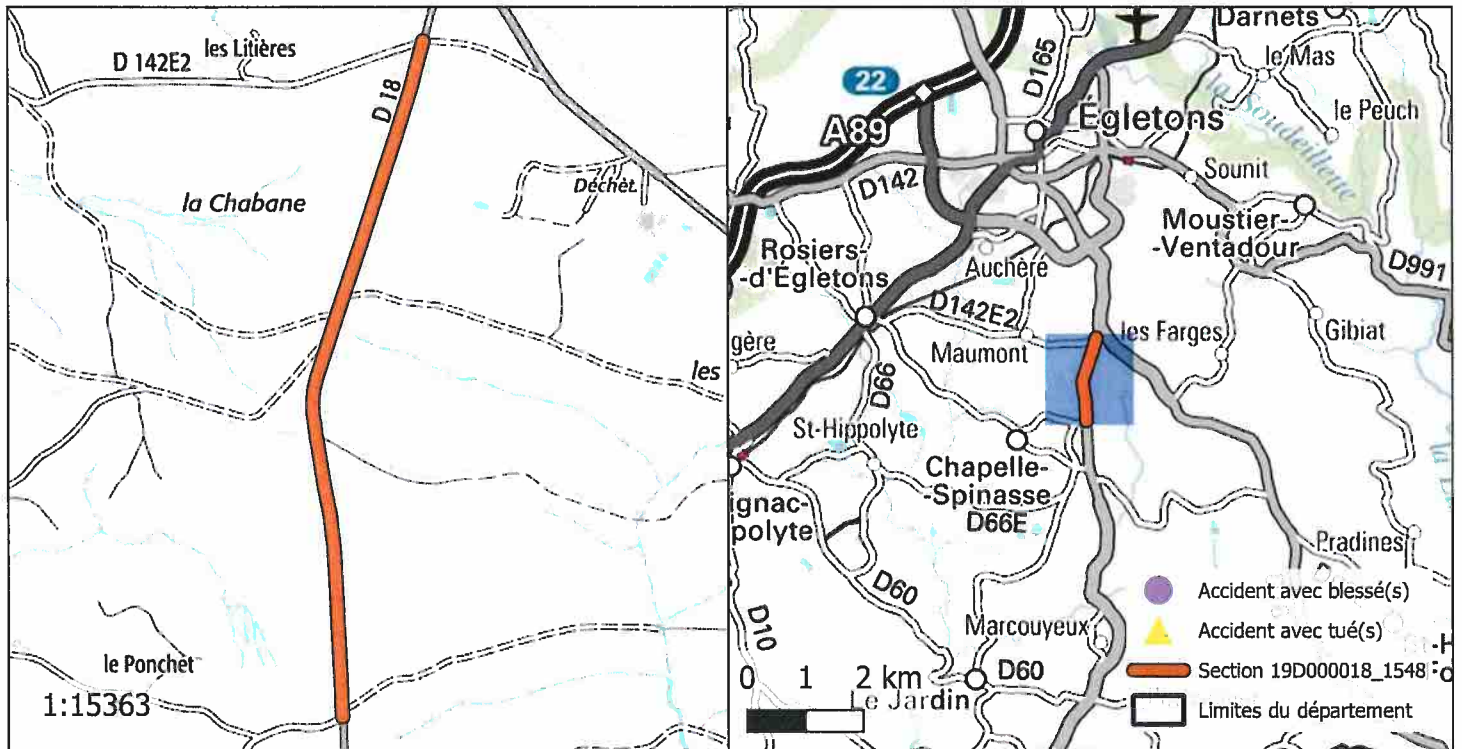 les Litières
D 142E2
D 18
la Chabane
Déchèt.
les
le Ponchet
1:15363
Darnets
le Mas
D165
22
la Soudeillette
le Peuch
A89
Égletons
Sounit
D142
Moustier-
-Ventadour
Rosiers-
-d'Égletons
Auchère
D991
D142E2
les Farges
Gibiat
gère
Maumont
D66
St-Hippolyte
Chapelle-
-Spinasse
D66E
ignac-
polyte
Pradines
D60
Accident avec blessé(s)
D10
Marcouyeux
Accident avec tué(s)
0 1 2 km
D60
Section 19D000018_1548
Le Jardin
Limites du département